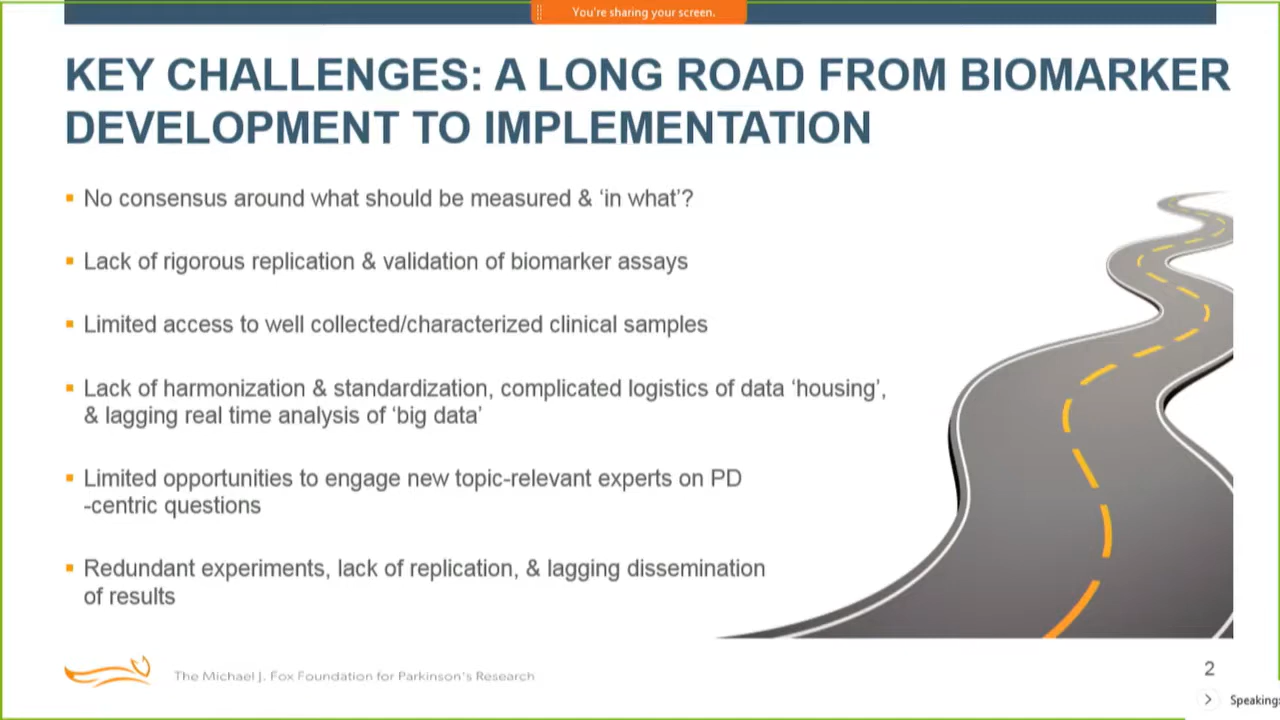 You're sharing your screen.
KEY CHALLENGES: A LONG ROAD FROM BIOMARKER
DEVELOPMENT TO IMPLEMENTATION
▪ No consensus around what should be measured & ‘in what’?
▪ Lack of rigorous replication & validation of biomarker assays
▪ Limited access to well collected/characterized clinical samples
▪ Lack of harmonization & standardization, complicated logistics of data ‘housing’,
& lagging real time analysis of ‘big data’
▪ Limited opportunities to engage new topic-relevant experts on PD
-centric questions
▪ Redundant experiments, lack of replication, & lagging dissemination
of results
The Michael J. Fox Foundation for Parkinson's Research
2
Speaking: